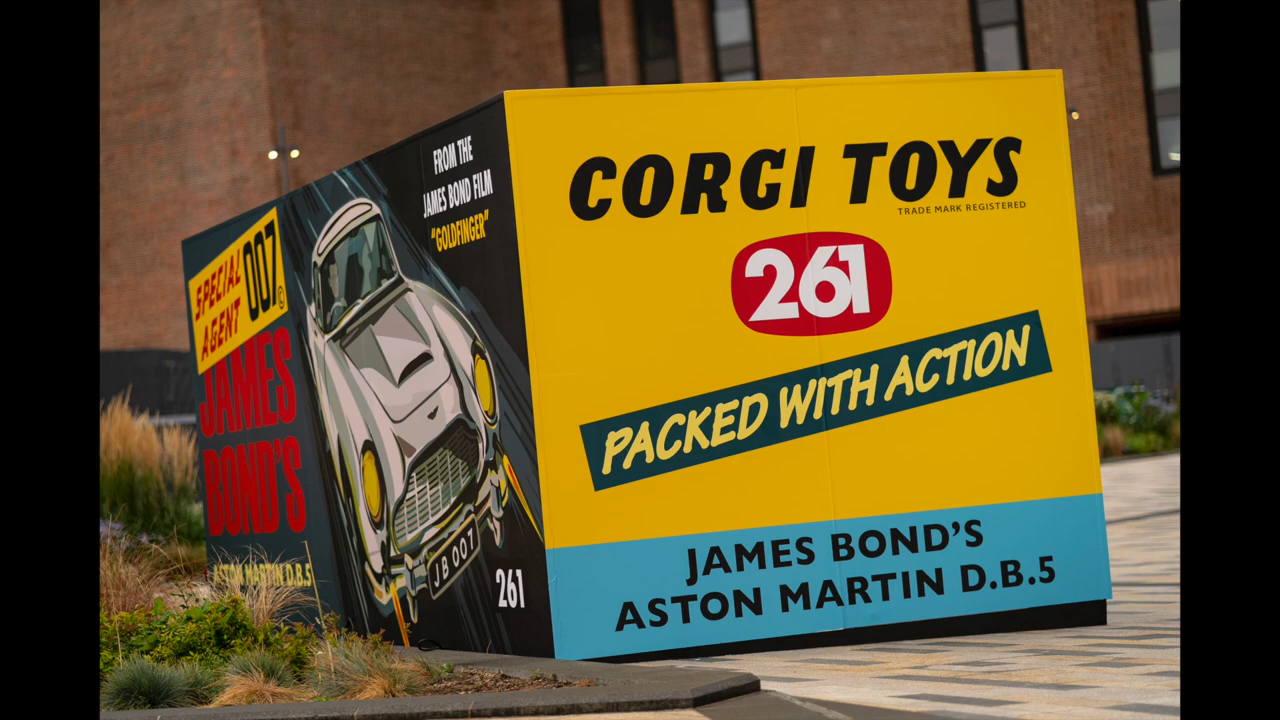 SPECIAL
AGENT 007 ©
JAMES
BOND'S
ASTON MARTIN D.B.5
FROM THE
JAMES BOND FILM
"GOLDFINGER"
JB 007
261
CORGI TOYS
TRADE MARK REGISTERED
261
PACKED WITH ACTION
JAMES BOND'S
ASTON MARTIN D.B.5